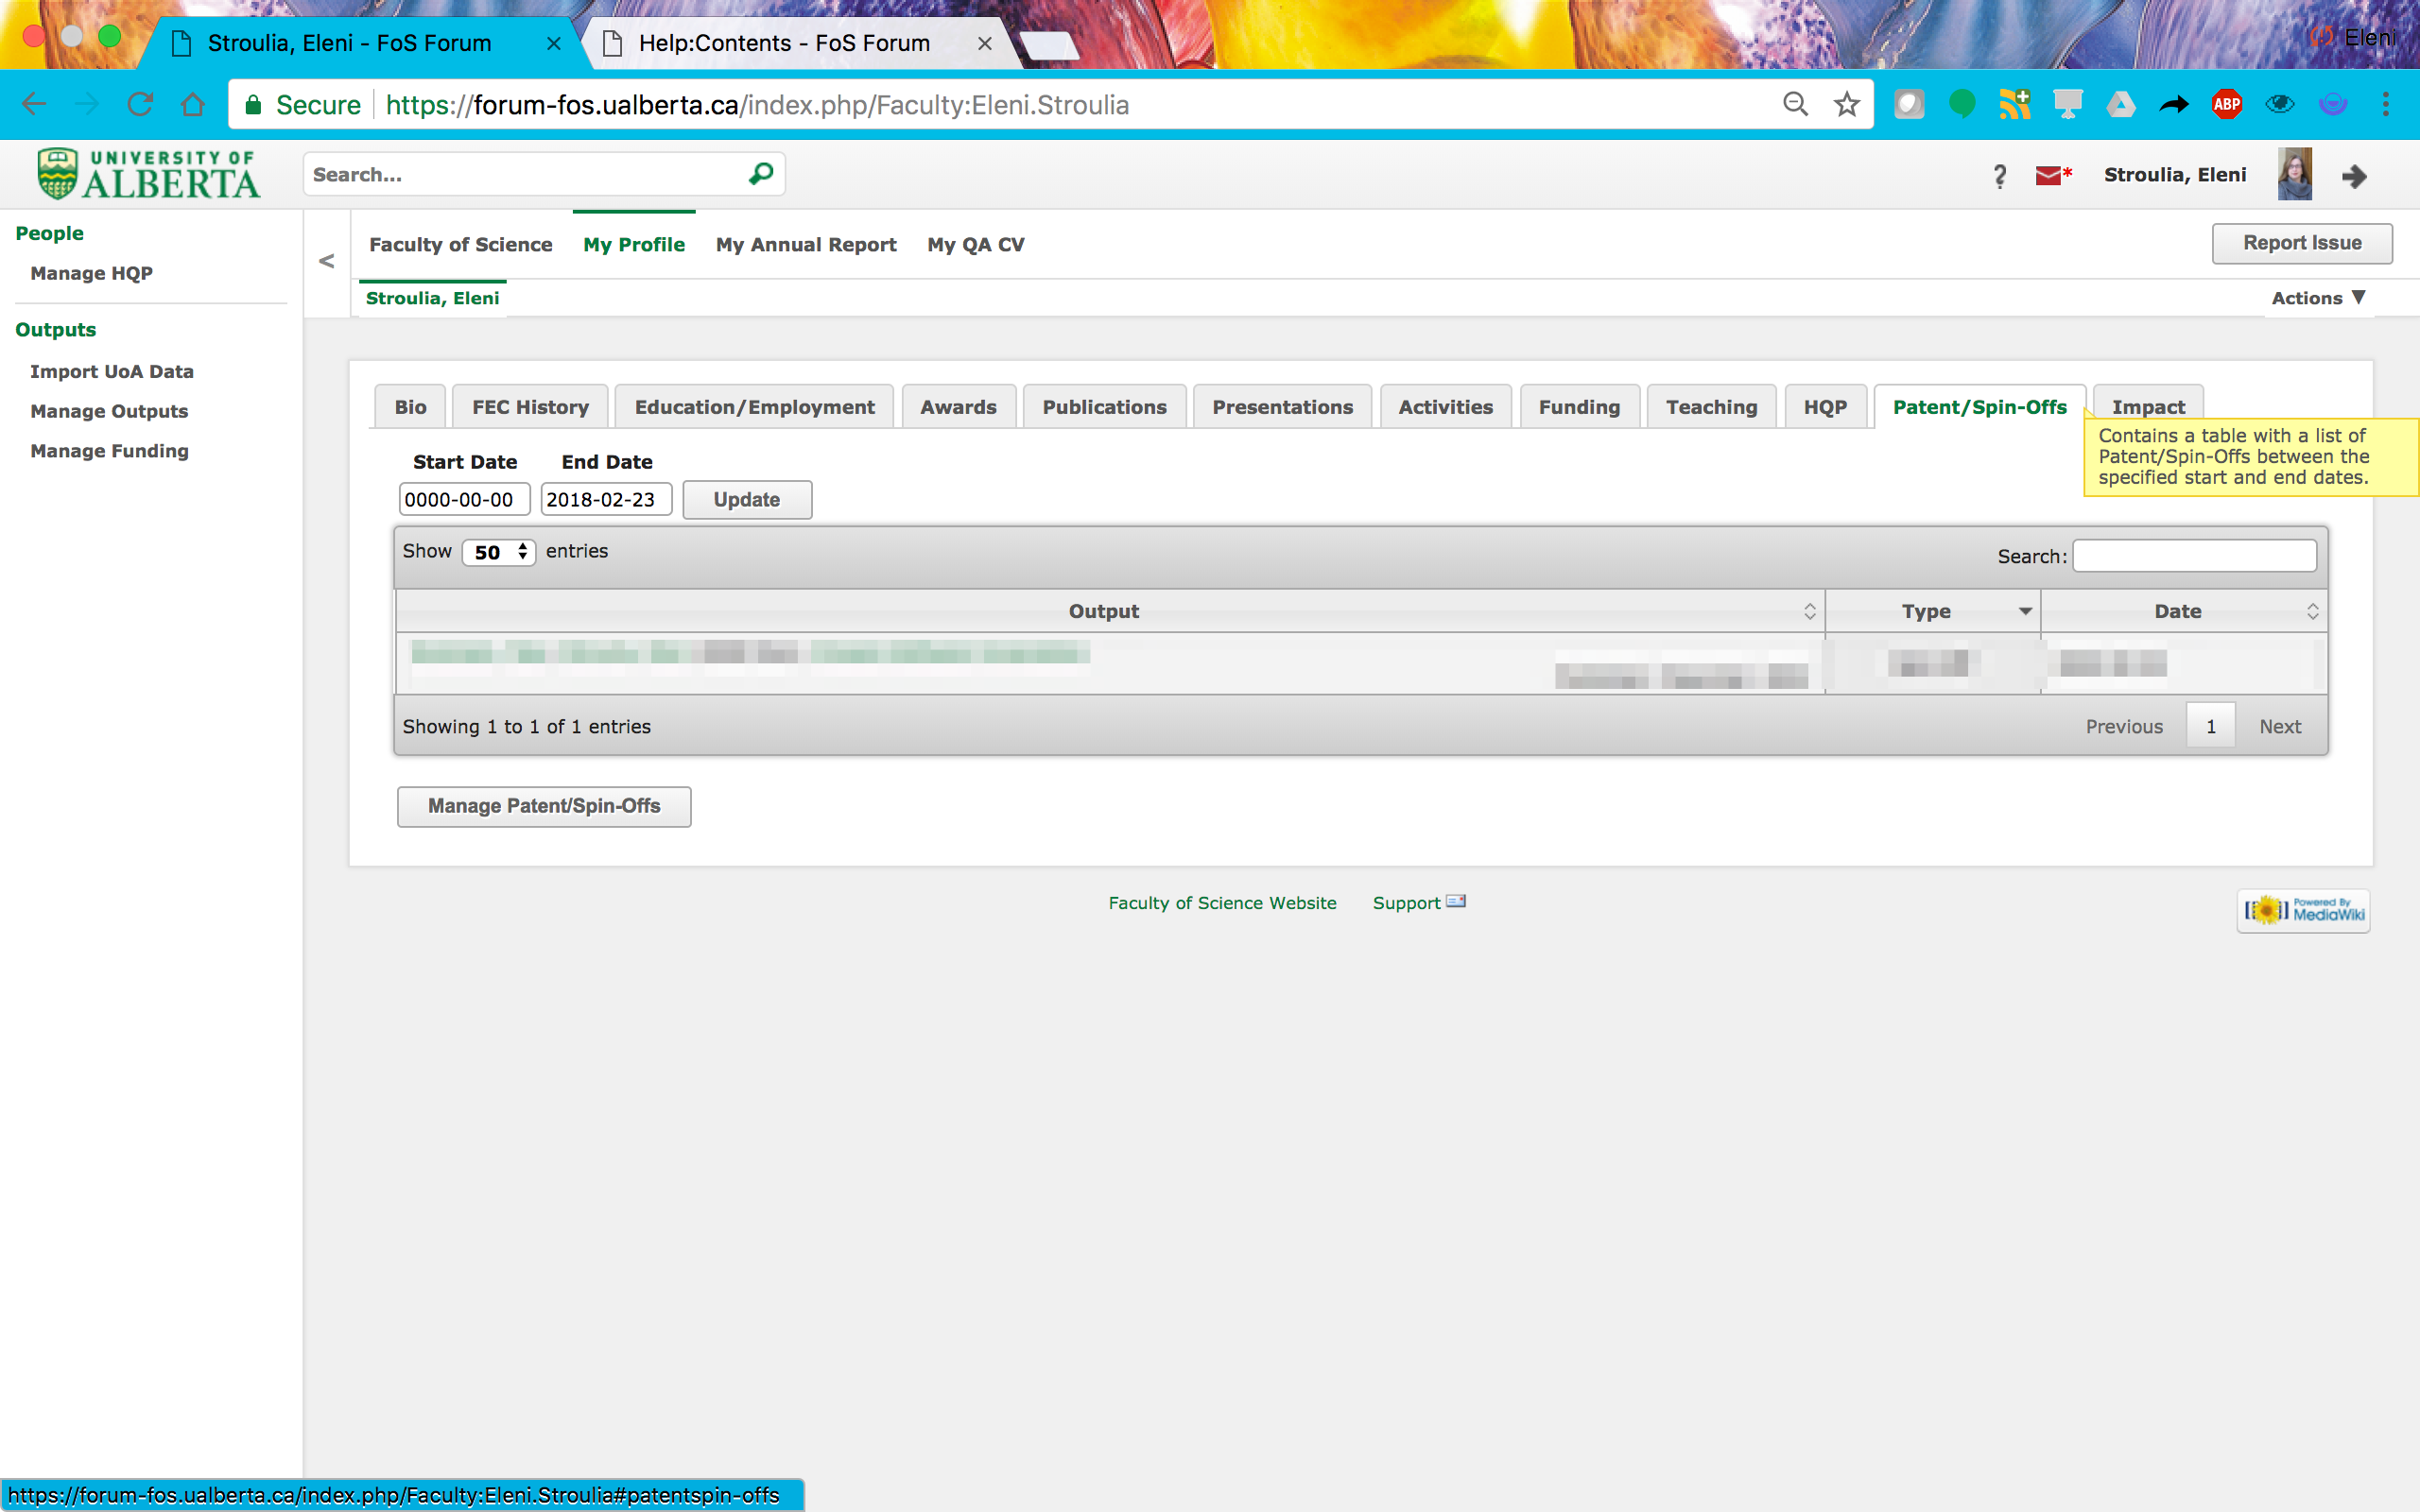 Stroulia, Eleni - FoS Forum
Help:Contents - FoS Forum
Eleni
Secure https://forum-fos.ualberta.ca/index.php/Faculty:Eleni.Stroulia
ABP
UNIVERSITY OF
ALBERTA
Search...
? * Stroulia, Eleni
People
Manage HQP
Outputs
Import UoA Data
Manage Outputs
Manage Funding
<
Faculty of Science My Profile My Annual Report My QA CV
Report Issue
Stroulia, Eleni
Actions ▼
Bio FEC History Education/Employment Awards Publications Presentations Activities Funding Teaching HQP Patent/Spin-Offs Impact
Contains a table with a list of
Patent/Spin-Offs between the
specified start and end dates.
Start Date End Date
0000-00-00 2018-02-23 Update
Show 50 entries
Search:
Output Type Date
Showing 1 to 1 of 1 entries
Previous 1 Next
Manage Patent/Spin-Offs
Faculty of Science Website Support
Powered By
MediaWiki
https://forum-fos.ualberta.ca/index.php/Faculty:Eleni.Stroulia#patentspin-offs